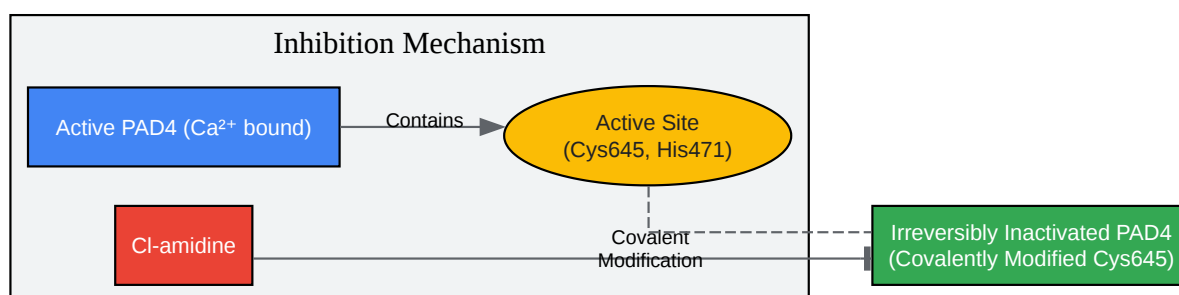 Inhibition Mechanism
Active PAD4 (Ca²⁺ bound)
Contains
Active Site
(Cys645, His471)
Cl-amidine
Covalent
Modification
Irreversibly Inactivated PAD4
(Covalently Modified Cys645)